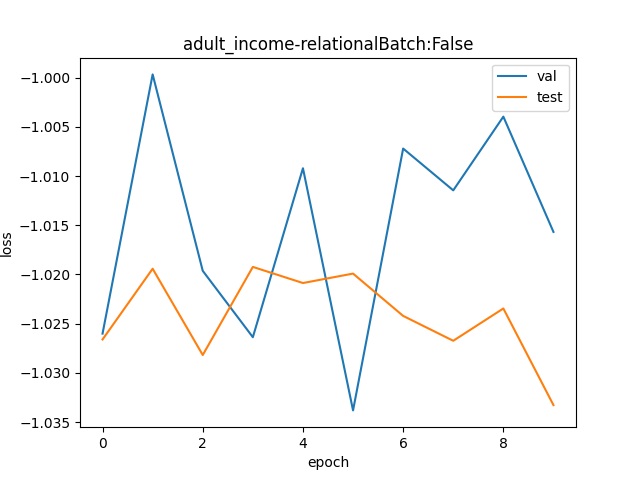 adult_income-relationalBatch:False
val
test
−1.000
−1.005
−1.010
−1.015
−1.020
−1.025
−1.030
−1.035
loss
0
2
4
6
8
epoch